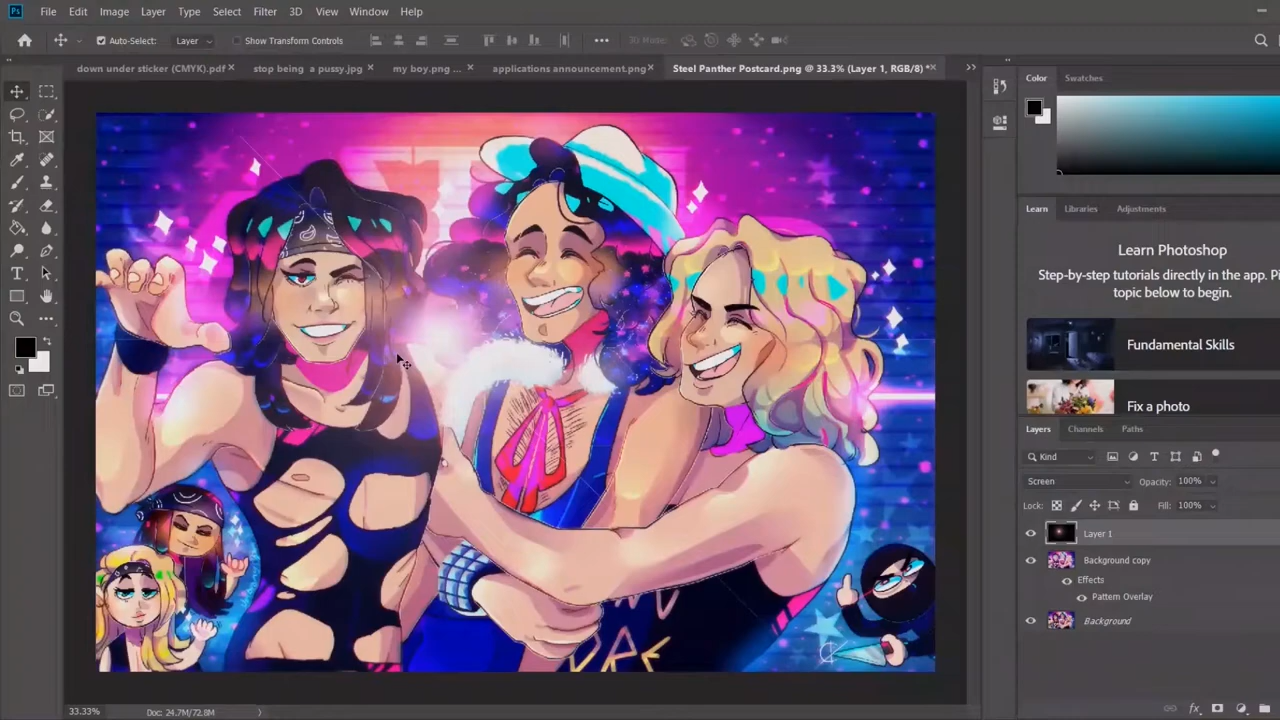 Ps File Edit Image Layer Type Select Filter 3D View Window Help
Auto-Select: Layer Show Transform Controls 3D Mode:
down under sticker (CMYK).pdf stop being a pussy.jpg my boy.png ... applications announcement.png Steel Panther Postcard.png @ 33.3% (Layer 1, RGB/8) *
Color Swatches
Learn Libraries Adjustments
Learn Photoshop
Step-by-step tutorials directly in the app. Pi
topic below to begin.
Fundamental Skills
Fix a photo
Layers Channels Paths
Kind
Screen Opacity: 100%
Lock: Fill: 100%
Layer 1
Background copy
Effects
Pattern Overlay
Background
33.33% Doc: 24.7M/72.8M